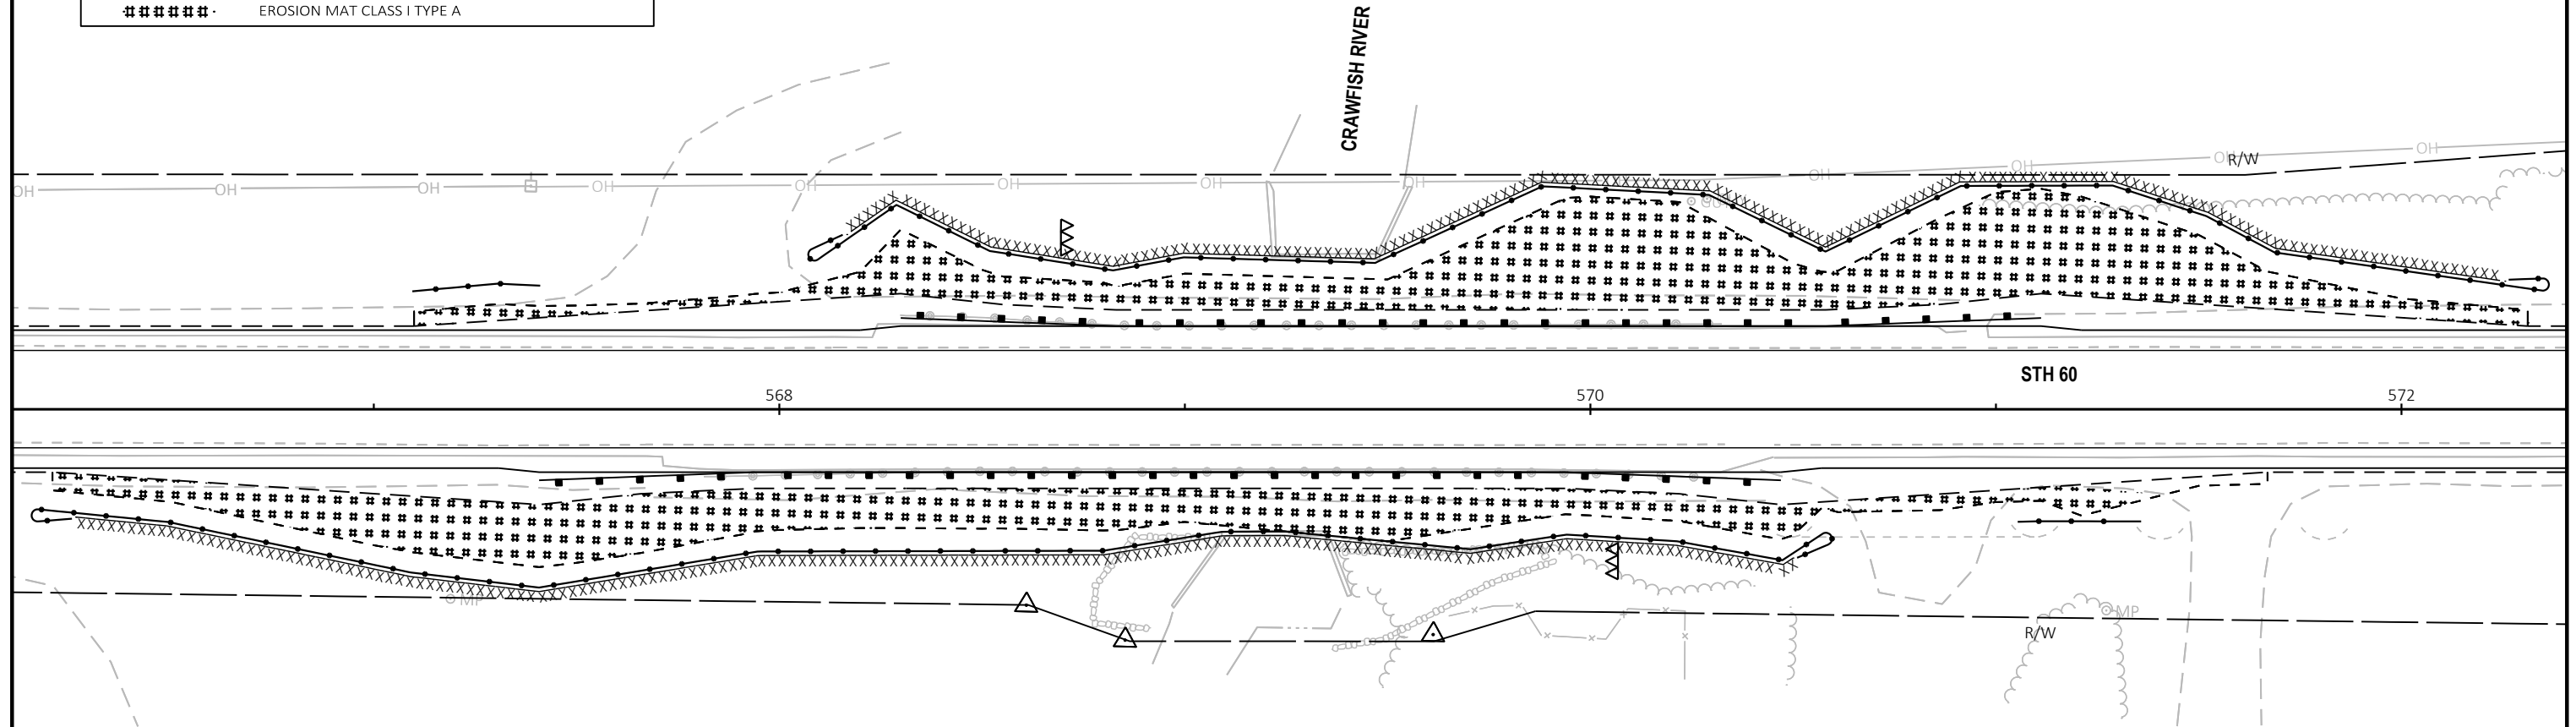 EROSION MAT CLASS I TYPE A
CRAWFISH RIVER
R/W
OH
OH
OH
OH
OH
OH
OH
OH
OH
OH
OH
OH
STH 60
568
570
572
MP
MP
R/W